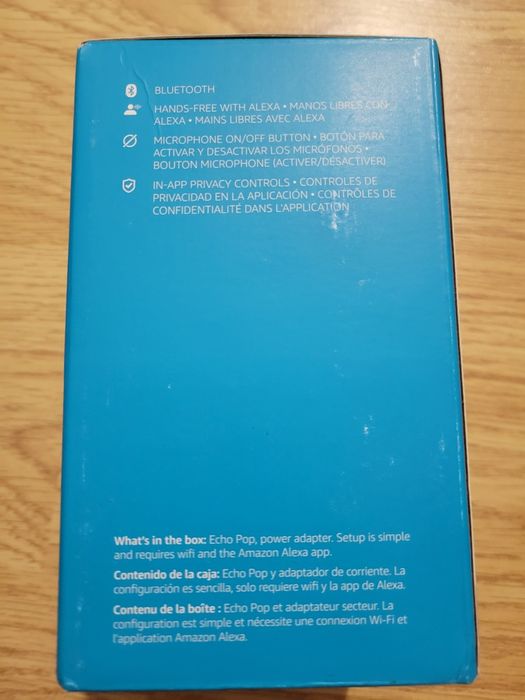 BLUETOOTH
HANDS-FREE WITH ALEXA • MANOS LIBRES CON
ALEXA • MAINS LIBRES AVEC ALEXA
MICROPHONE ON/OFF BUTTON • BOTÓN PARA
ACTIVAR Y DESACTIVAR LOS MICRÓFONOS •
BOUTON MICROPHONE (ACTIVER/DÉSACTIVER)
IN-APP PRIVACY CONTROLS • CONTROLES DE
PRIVACIDAD EN LA APLICACIÓN • CONTRÔLES DE
CONFIDENTIALITÉ DANS L'APPLICATION
What's in the box: Echo Pop, power adapter. Setup is simple
and requires wifi and the Amazon Alexa app.
Contenido de la caja: Echo Pop y adaptador de corriente. La
configuración es sencilla, solo requiere wifi y la app de Alexa.
Contenu de la boîte : Echo Pop et adaptateur secteur. La
configuration est simple et nécessite une connexion Wi-Fi et
l'application Amazon Alexa.